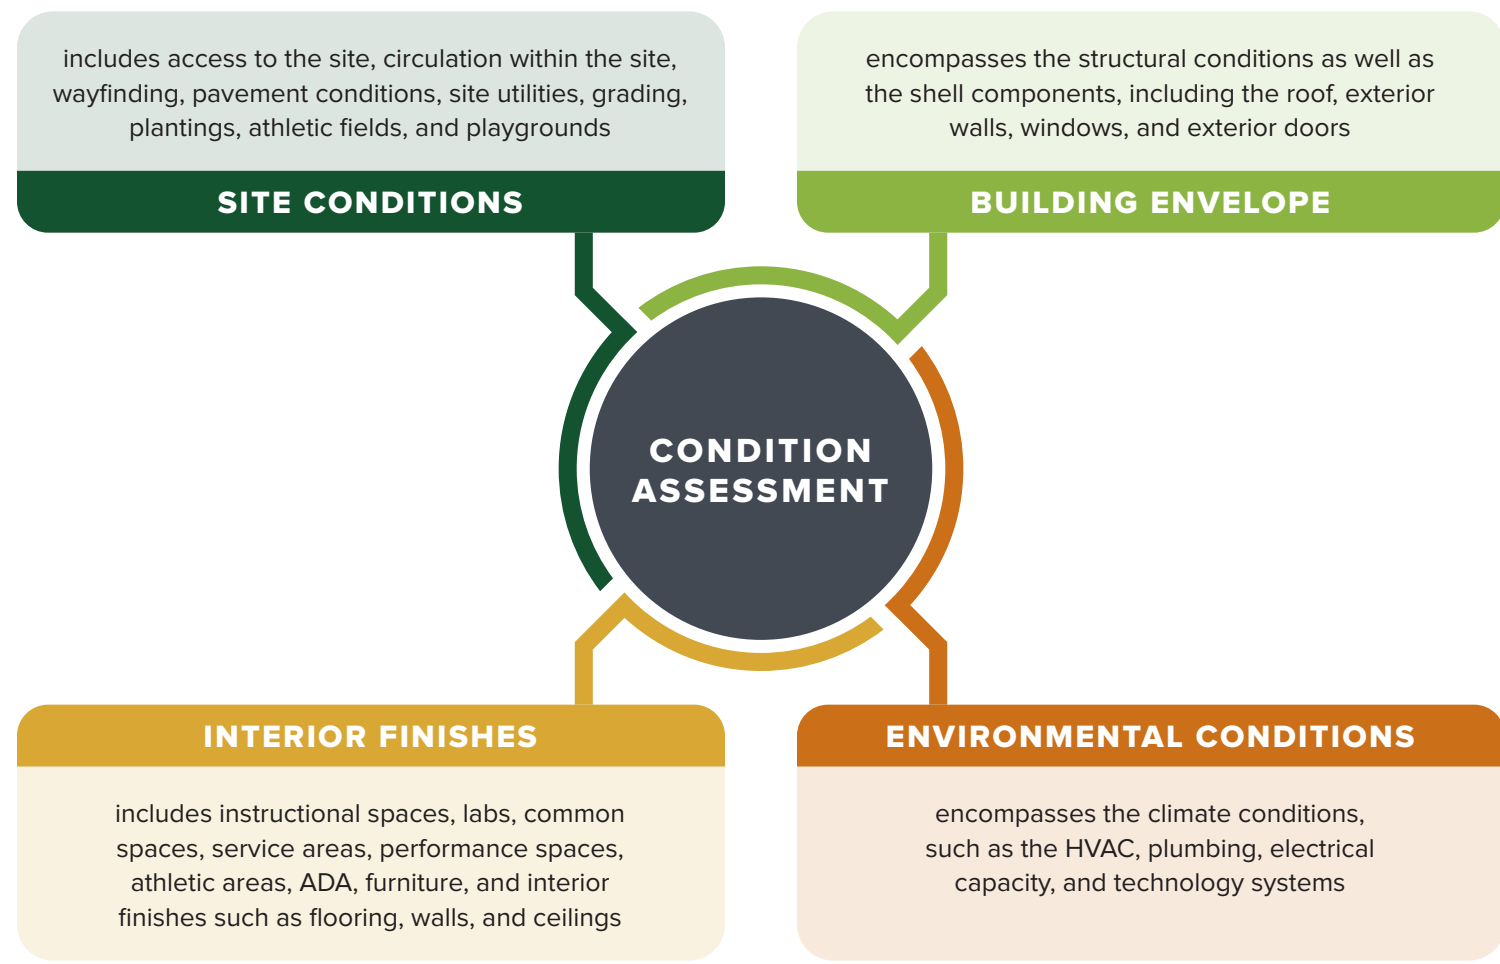 includes access to the site, circulation within the site,
wayfinding, pavement conditions, site utilities, grading,
plantings, athletic fields, and playgrounds
SITE CONDITIONS
encompasses the structural conditions as well as
the shell components, including the roof, exterior
walls, windows, and exterior doors
BUILDING ENVELOPE
CONDITION
ASSESSMENT
INTERIOR FINISHES
includes instructional spaces, labs, common
spaces, service areas, performance spaces,
athletic areas, ADA, furniture, and interior
finishes such as flooring, walls, and ceilings
ENVIRONMENTAL CONDITIONS
encompasses the climate conditions,
such as the HVAC, plumbing, electrical
capacity, and technology systems